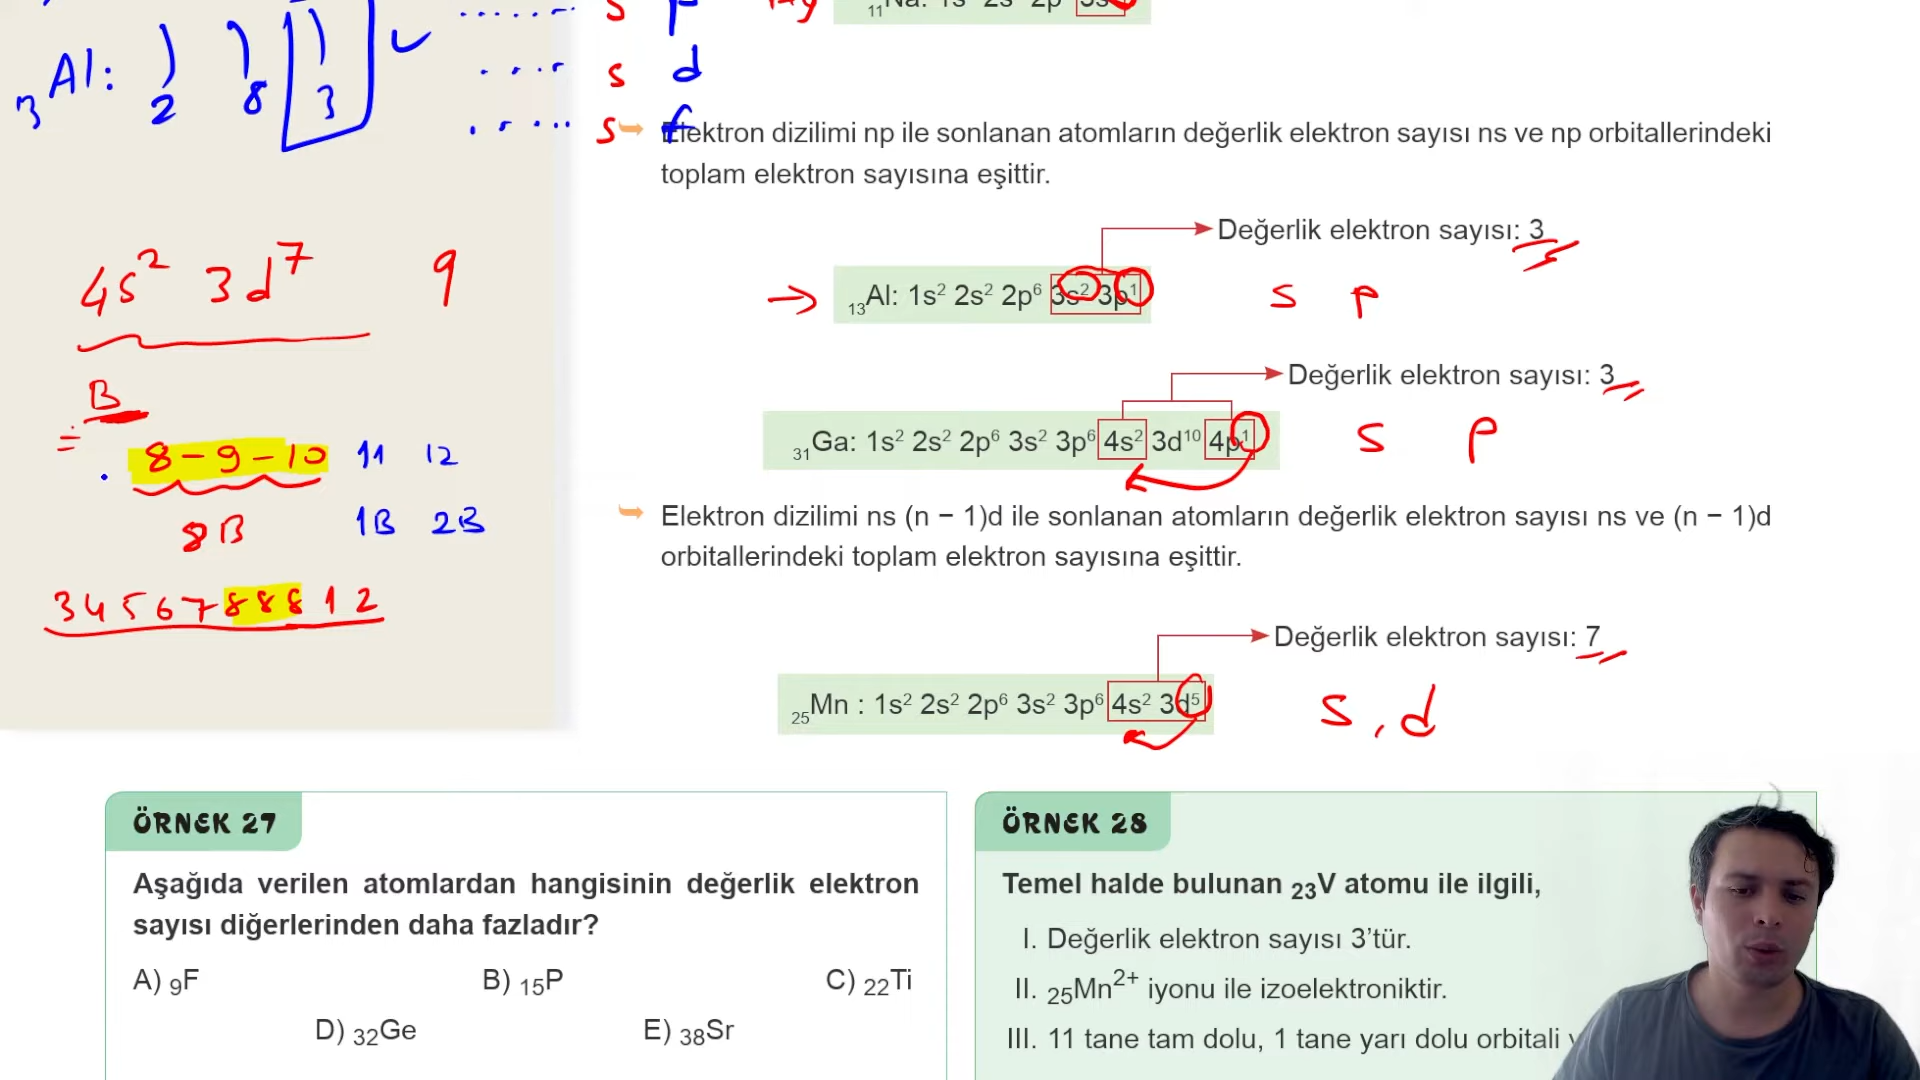 11Na: 1s² 2s² 2p 3s
s p
s d
s f
3Al: 2 8 3
➥ Elektron dizilimi np ile sonlanan atomların değerlik elektron sayısı ns ve np orbitallerindeki
toplam elektron sayısına eşittir.
Değerlik elektron sayısı: 3
13Al: 1s² 2s² 2p⁶ 3s² 3p¹
s p
4s² 3d⁷ 9
Değerlik elektron sayısı: 3
31Ga: 1s² 2s² 2p⁶ 3s² 3p⁶ 4s² 3d¹⁰ 4p¹
s p
B
8 – 9 – 10 11 12
8B 1B 2B
3 4 5 6 7 8 8 8 1 2
➥ Elektron dizilimi ns (n − 1)d ile sonlanan atomların değerlik elektron sayısı ns ve (n − 1)d
orbitallerindeki toplam elektron sayısına eşittir.
Değerlik elektron sayısı: 7
25Mn : 1s² 2s² 2p⁶ 3s² 3p⁶ 4s² 3d⁵
s, d
ÖRNEK 27
Aşağıda verilen atomlardan hangisinin değerlik elektron
sayısı diğerlerinden daha fazladır?
A) 9F B) 15P C) 22Ti
D) 32Ge E) 38Sr
ÖRNEK 28
Temel halde bulunan 23V atomu ile ilgili,
I. Değerlik elektron sayısı 3’tür.
II. 25Mn²⁺ iyonu ile izoelektroniktir.
III. 11 tane tam dolu, 1 tane yarı dolu orbitali